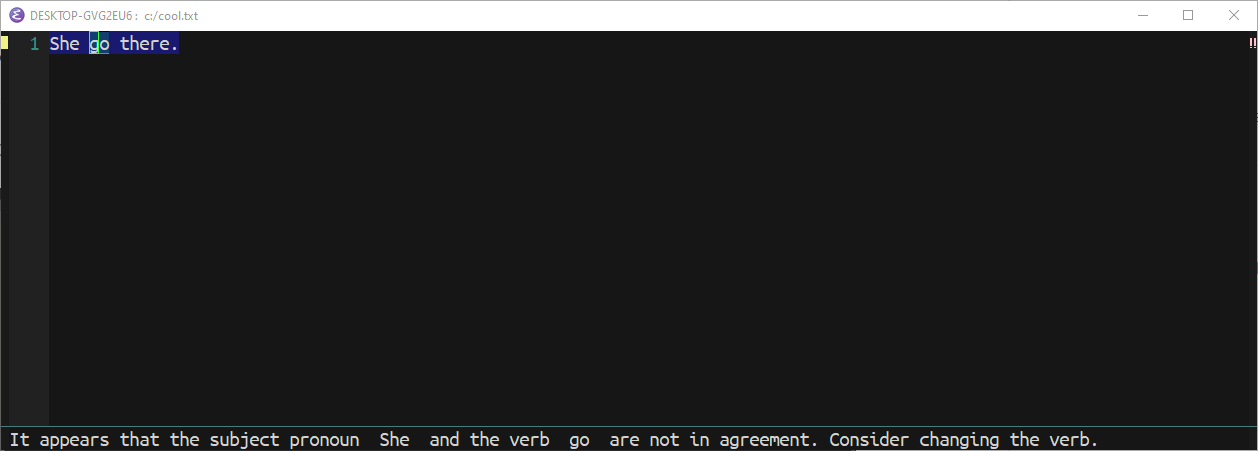 DESKTOP-GVG2EU6: c:/cool.txt
1 She go there.
!!
It appears that the subject pronoun  She  and the verb  go  are not in agreement. Consider changing the verb.